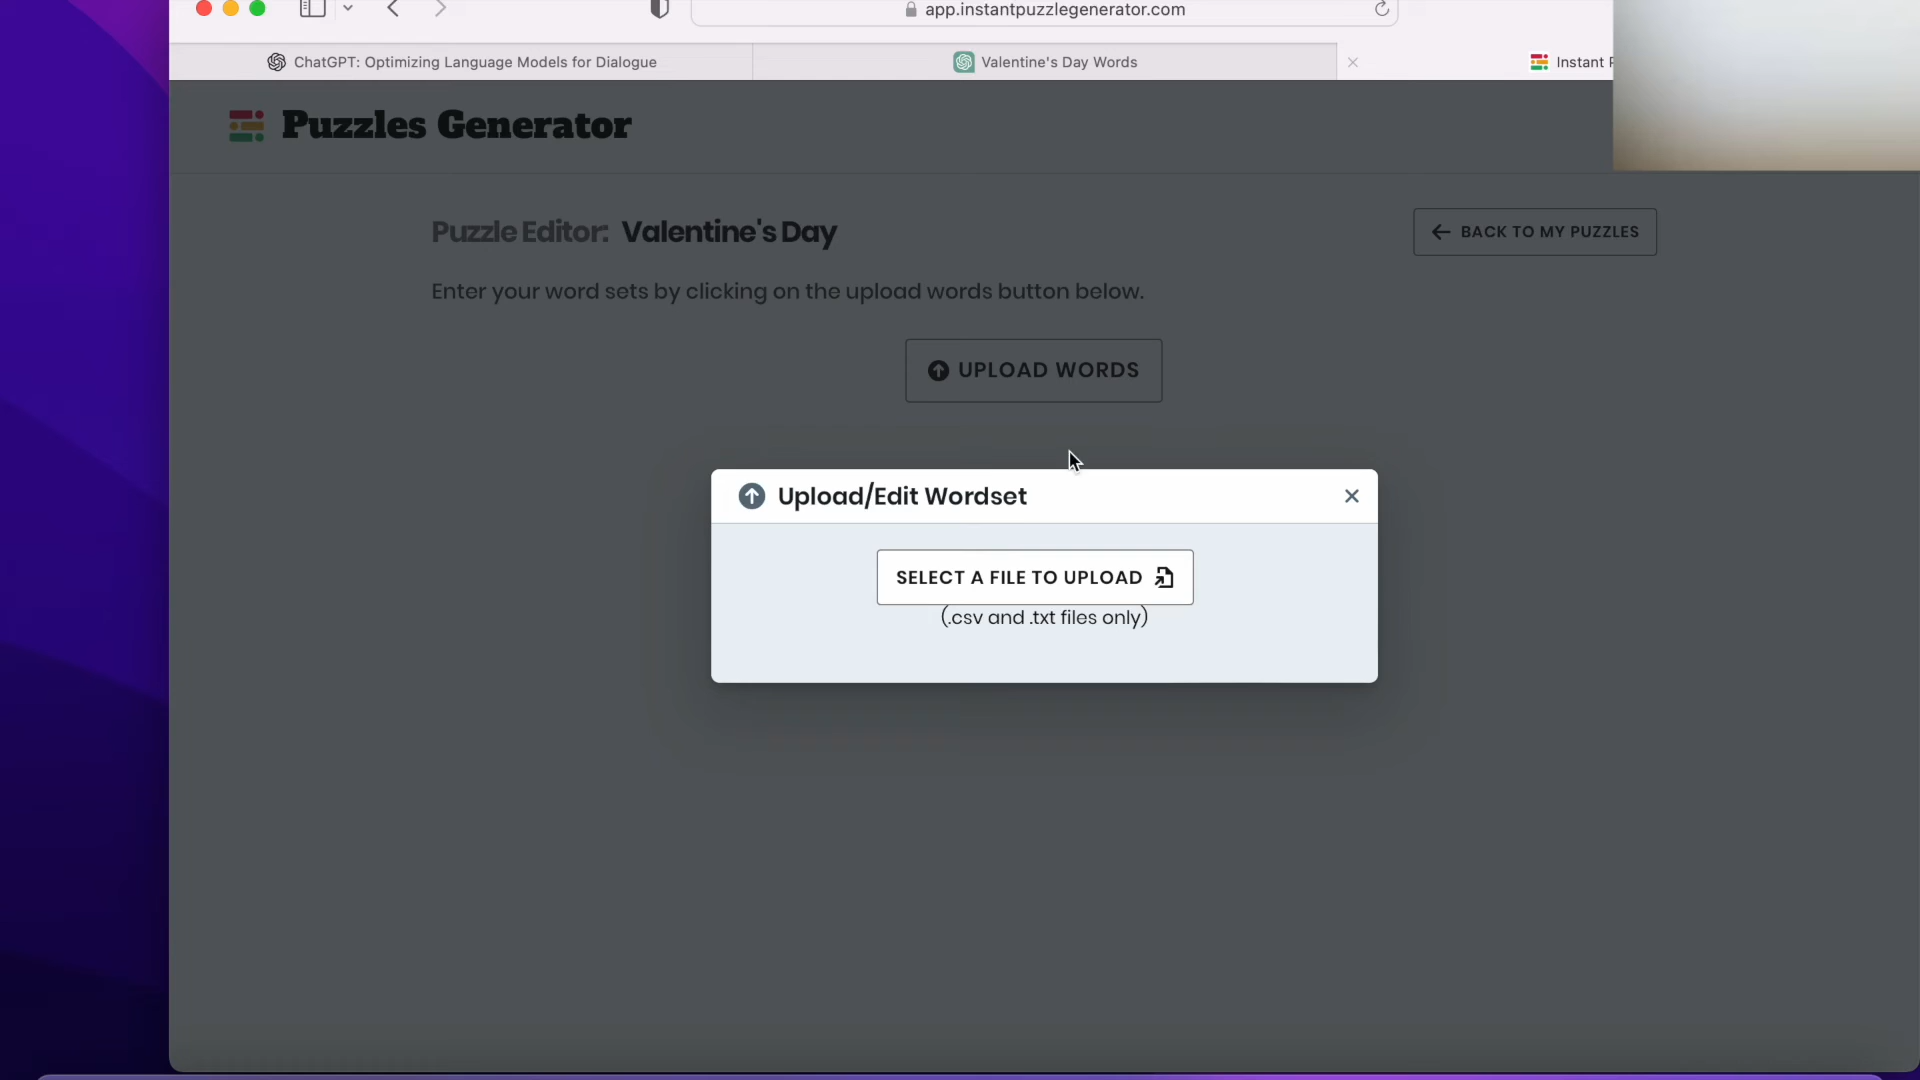 app.instantpuzzlegenerator.com
ChatGPT: Optimizing Language Models for Dialogue
Valentine's Day Words
Instant
Puzzles Generator
Puzzle Editor: Valentine's Day
BACK TO MY PUZZLES
Enter your word sets by clicking on the upload words button below.
UPLOAD WORDS
Upload/Edit Wordset
SELECT A FILE TO UPLOAD
(.csv and .txt files only)